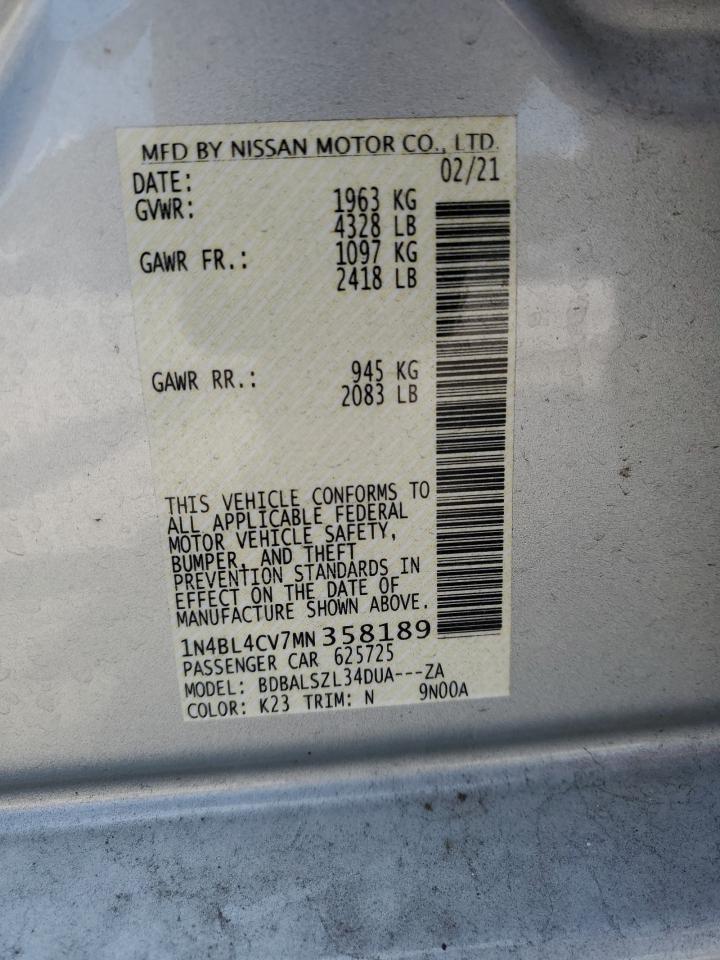 MFD BY NISSAN MOTOR CO., LTD.
DATE: 02/21
GVWR: 1963 KG
4328 LB
GAWR FR.: 1097 KG
2418 LB
GAWR RR.: 945 KG
2083 LB
THIS VEHICLE CONFORMS TO
ALL APPLICABLE FEDERAL
MOTOR VEHICLE SAFETY,
BUMPER, AND THEFT
PREVENTION STANDARDS IN
EFFECT ON THE DATE OF
MANUFACTURE SHOWN ABOVE.
1N4BL4CV7MN358189
PASSENGER CAR 625725
MODEL: BDBALSZL34DUA---ZA
COLOR: K23 TRIM: N 9N00A